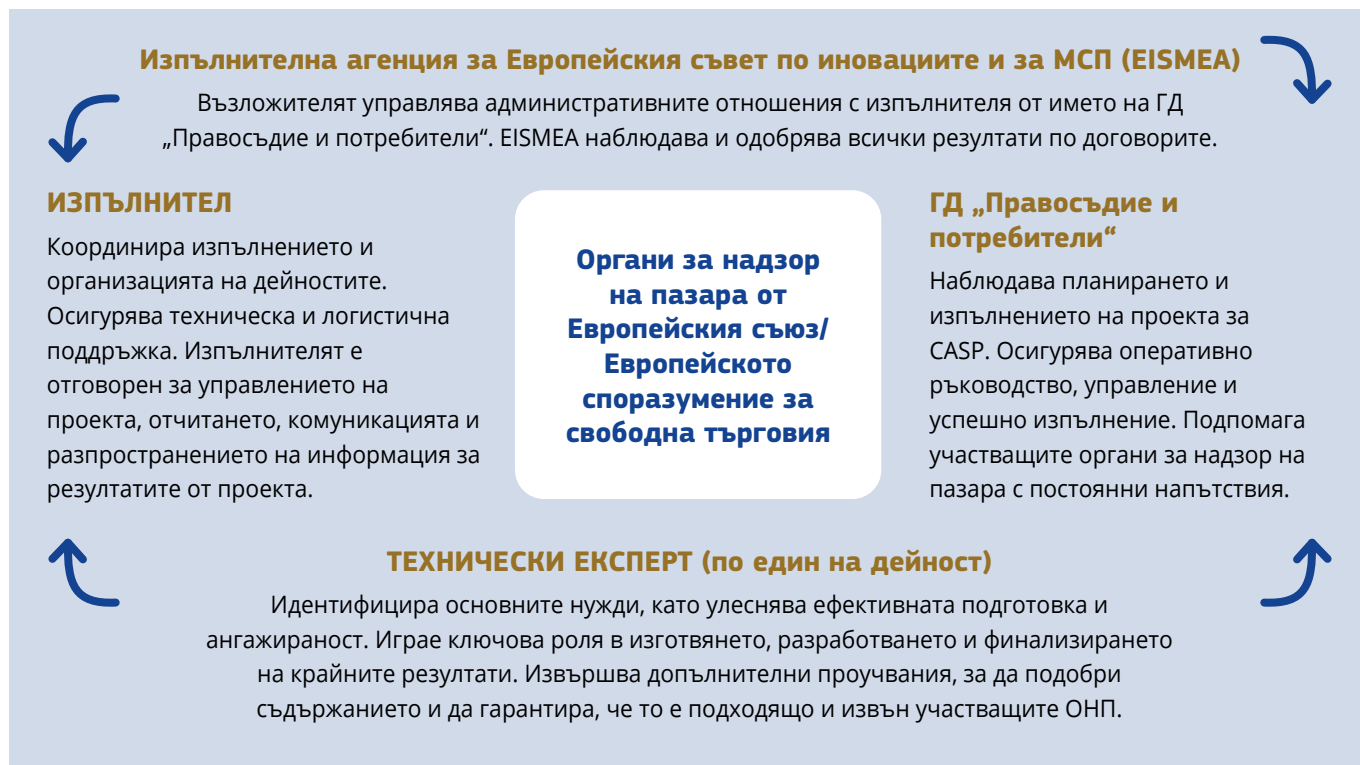 Изпълнителна агенция за Европейския съвет по иновациите и за МСП (EISMEA)
Възложителят управлява административните отношения с изпълнителя от името на ГД
„Правосъдие и потребители“. EISMEA наблюдава и одобрява всички резултати по договорите.
ИЗПЪЛНИТЕЛ
Координира изпълнението и
организацията на дейностите.
Осигурява техническа и логистична
поддръжка. Изпълнителят е
отговорен за управлението на
проекта, отчитането, комуникацията и
разпространението на информация за
резултатите от проекта.
Органи за надзор
на пазара от
Европейския съюз/
Европейското
споразумение за
свободна търговия
ГД „Правосъдие и
потребители“
Наблюдава планирането и
изпълнението на проекта за
CASP. Осигурява оперативно
ръководство, управление и
успешно изпълнение. Подпомага
участващите органи за надзор на
пазара с постоянни напътствия.
ТЕХНИЧЕСКИ ЕКСПЕРТ (по един на дейност)
Идентифицира основните нужди, като улеснява ефективната подготовка и
ангажираност. Играе ключова роля в изготвянето, разработването и финализирането
на крайните резултати. Извършва допълнителни проучвания, за да подобри
съдържанието и да гарантира, че то е подходящо и извън участващите ОНП.